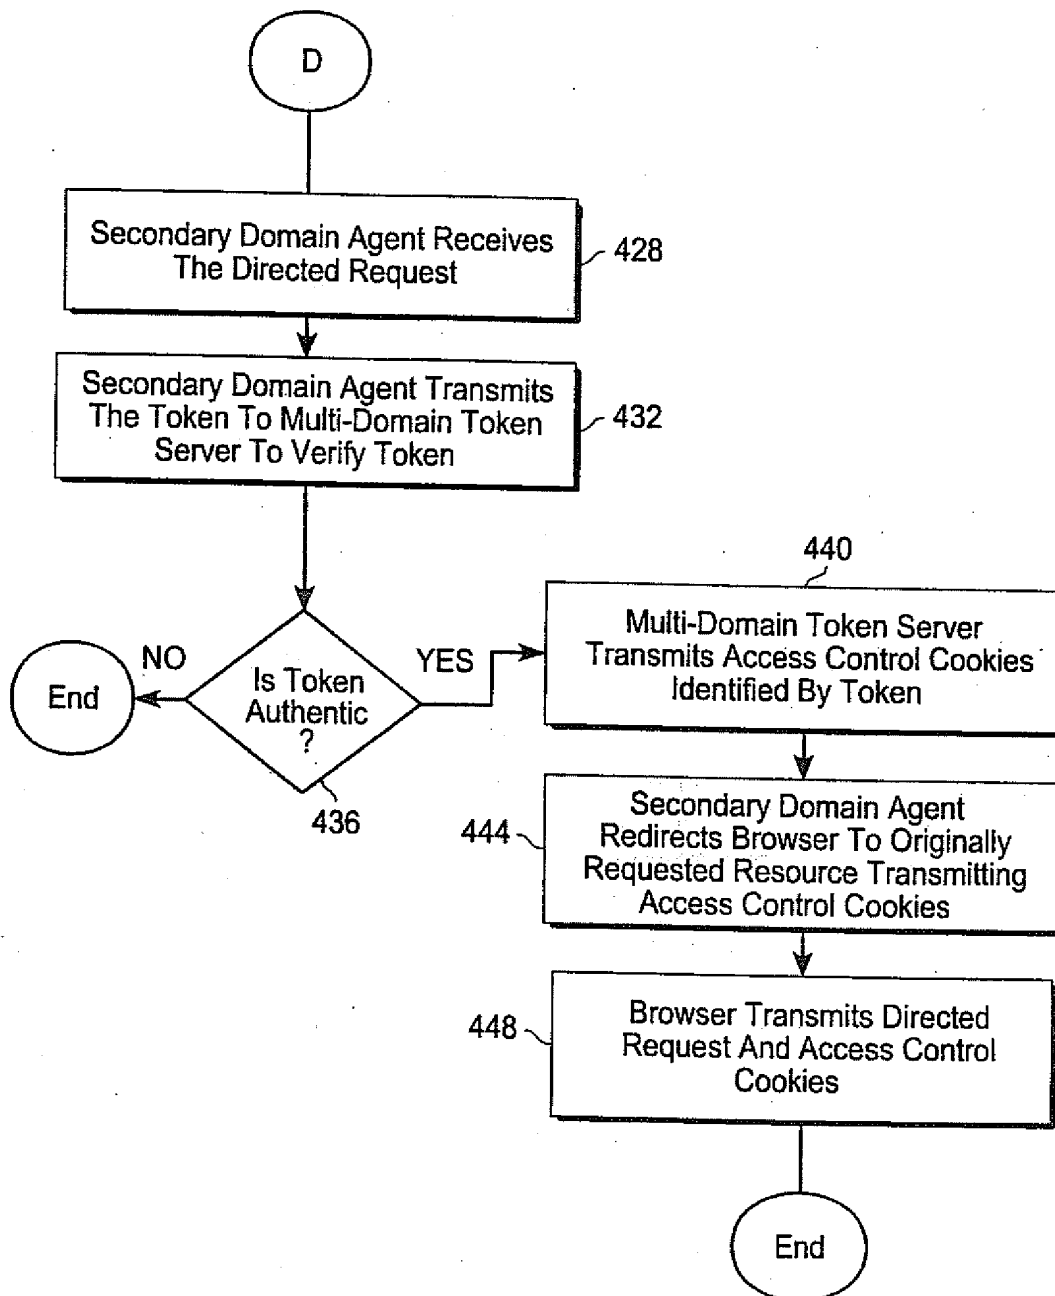 D
Secondary Domain Agent Receives
The Directed Request
428
Secondary Domain Agent Transmits
The Token To Multi-Domain Token
Server To Verify Token
432
Is Token
Authentic
?
436
NO
End
YES
440
Multi-Domain Token Server
Transmits Access Control Cookies
Identified By Token
444
Secondary Domain Agent
Redirects Browser To Originally
Requested Resource Transmitting
Access Control Cookies
448
Browser Transmits Directed
Request And Access Control
Cookies
End